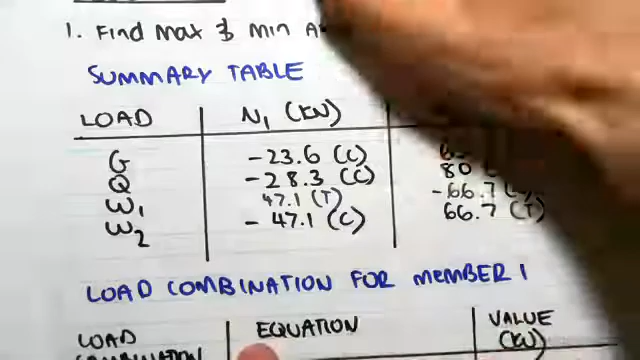 1. Find Max & Min
SUMMARY TABLE
LOAD N₁ (KN)
G -23.6 (C)
Q -28.3 (C) 80
W₁ 47.1 (T) -66.7
W₂ -47.1 (C) 66.7 (T)
LOAD COMBINATION FOR MEMBER 1
LOAD EQUATION VALUE
COMBINATION (KN)